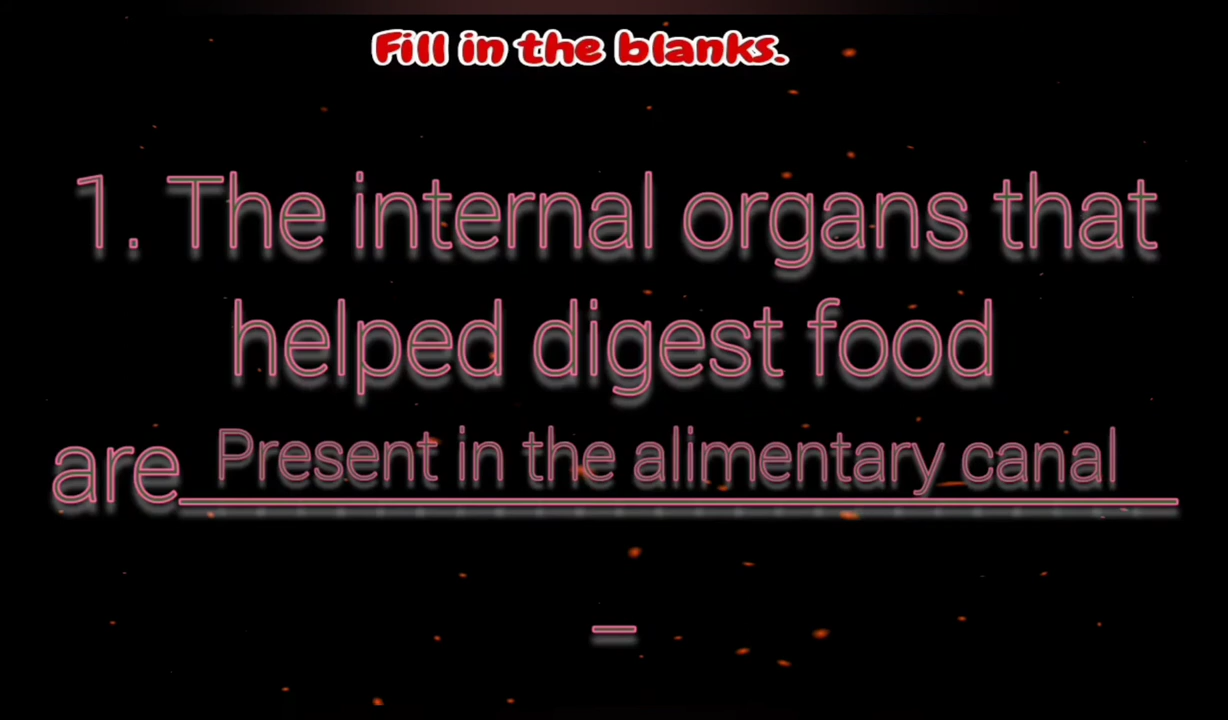 Fill in the blanks.
1. The internal organs that
helped digest food
are Present in the alimentary canal
_